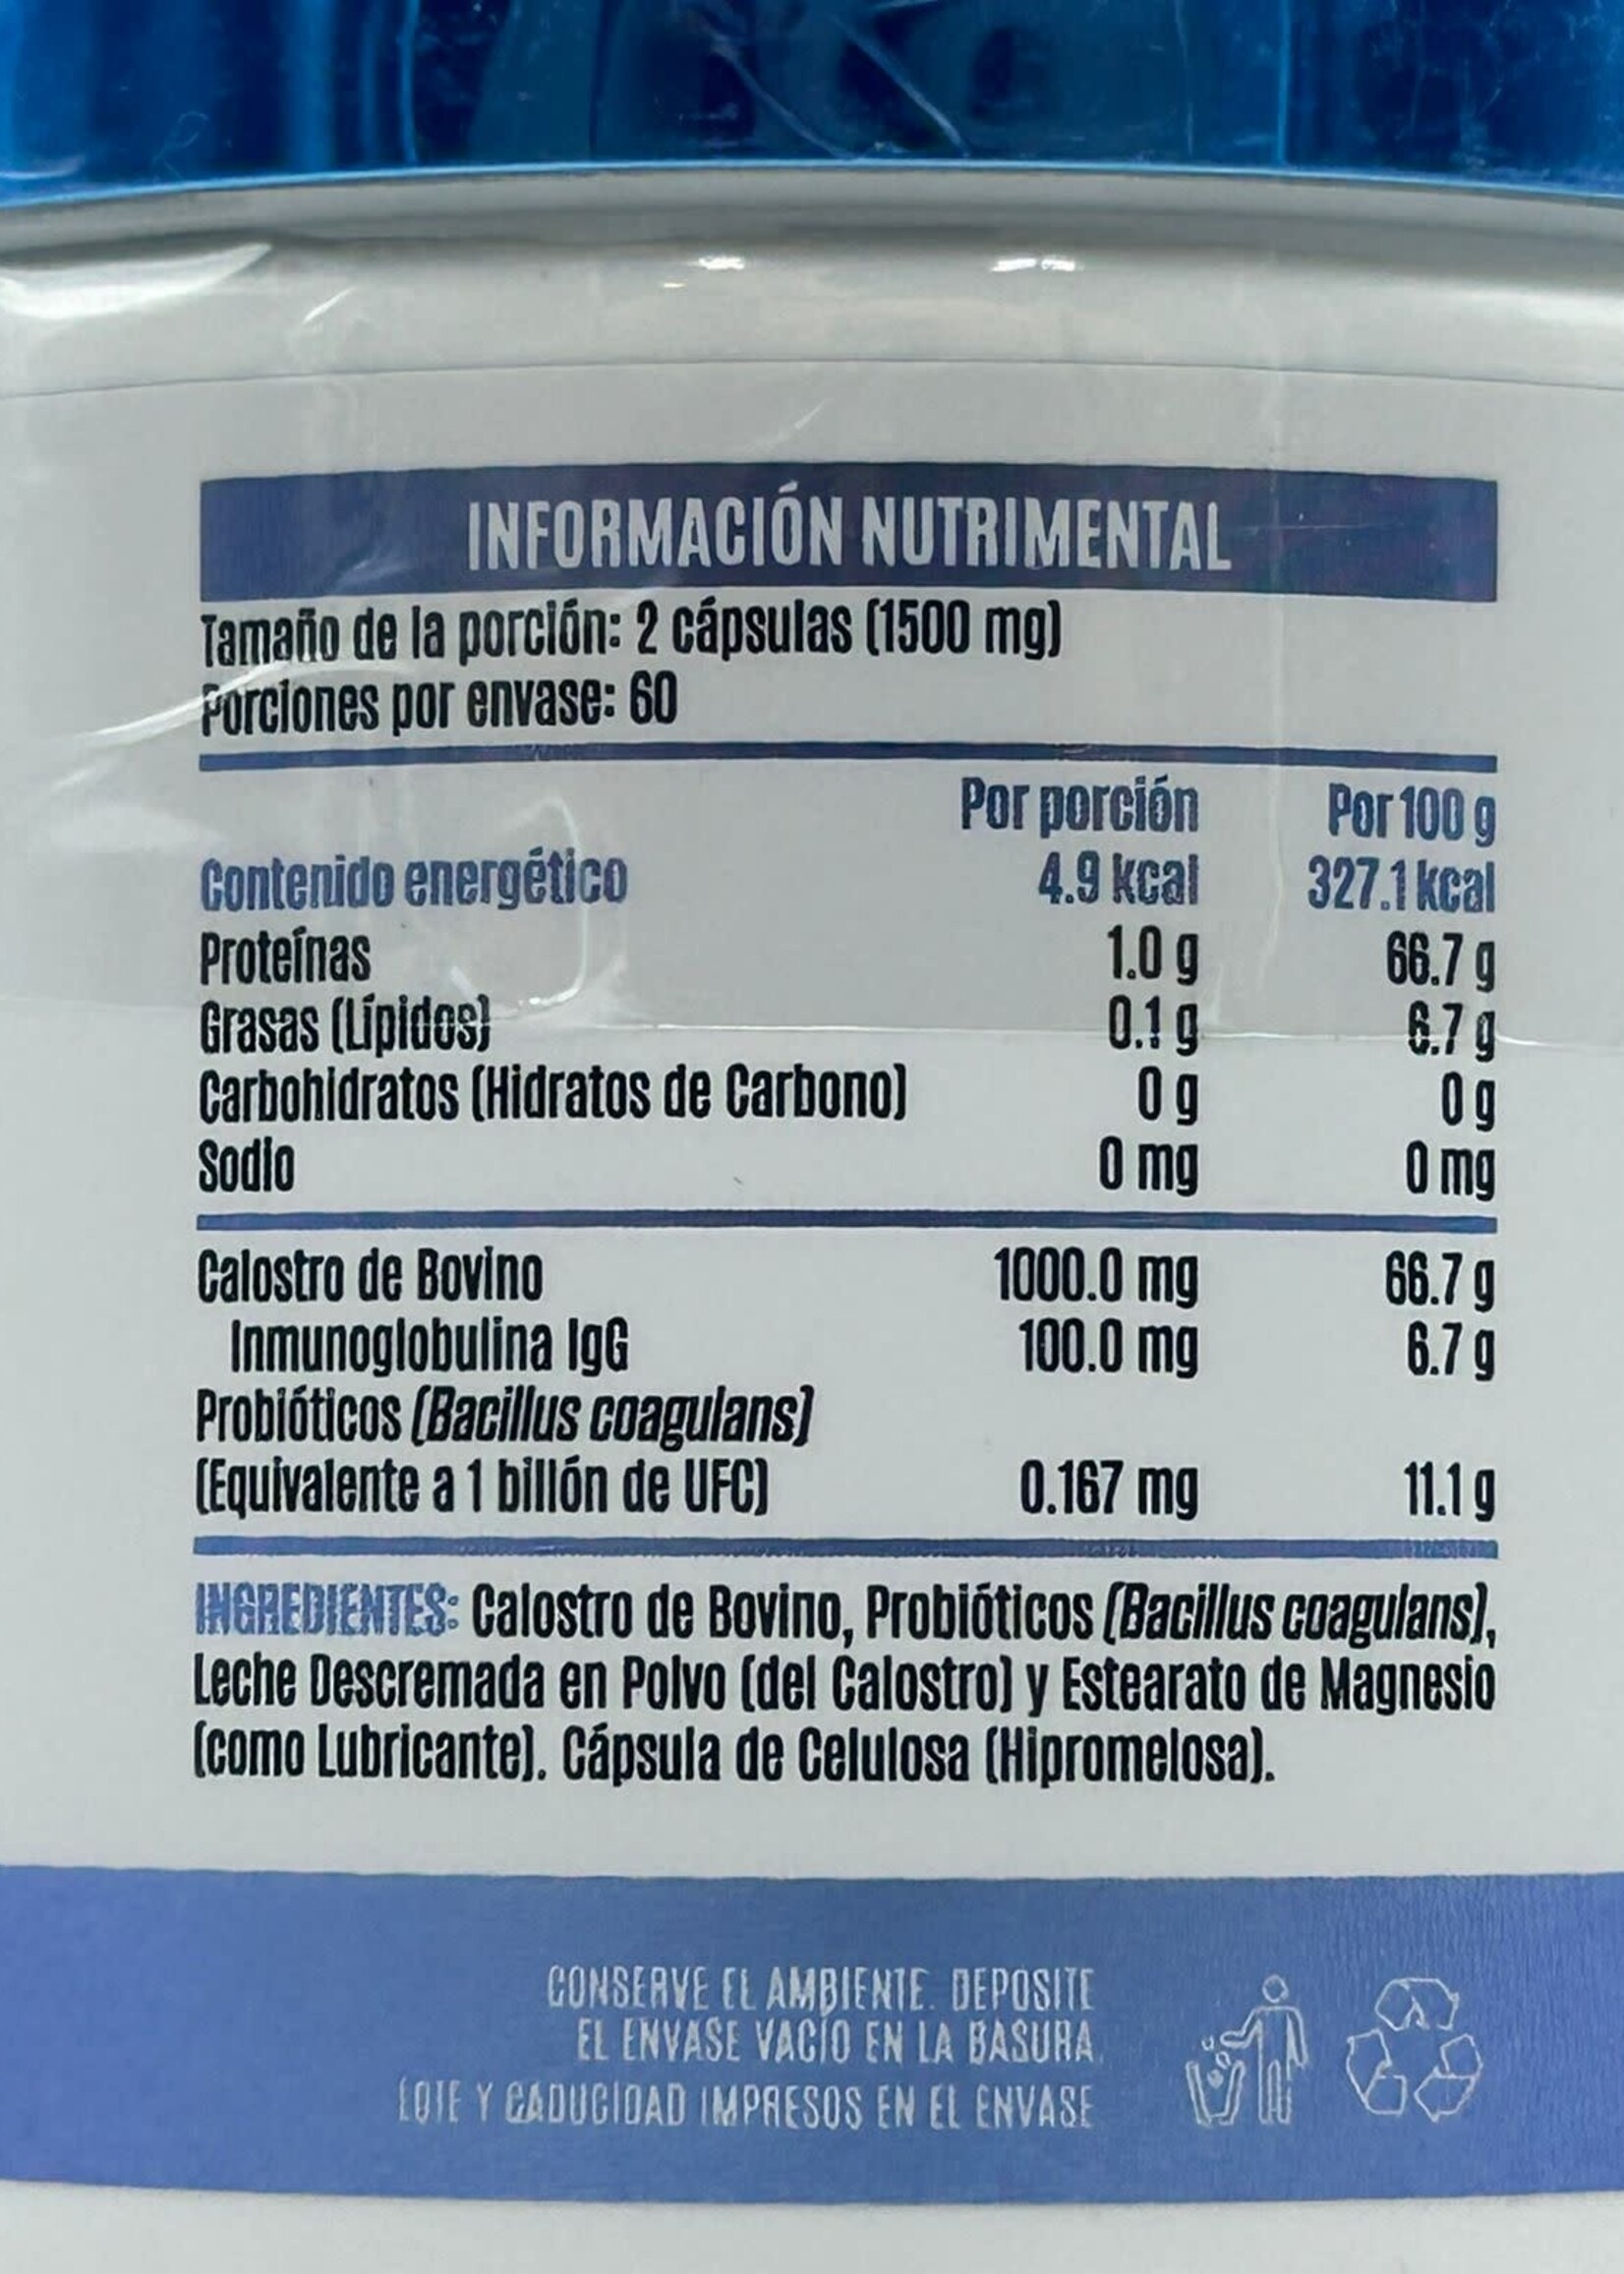 INFORMACIÓN NUTRIMENTAL
Tamaño de la porción: 2 cápsulas (1500 mg)
Porciones por envase: 60
Por porción Por 100 g
Contenido energético 4.9 kcal 327.1 kcal
Proteínas 1.0 g 66.7 g
Grasas (Lípidos) 0.1 g 6.7 g
Carbohidratos (Hidratos de Carbono) 0 g 0 g
Sodio 0 mg 0 mg
Calostro de Bovino 1000.0 mg 66.7 g
Inmunoglobulina IgG 100.0 mg 6.7 g
Probióticos (Bacillus coagulans)
(Equivalente a 1 billón de UFC) 0.167 mg 11.1 g
INGREDIENTES: Calostro de Bovino, Probióticos (Bacillus coagulans),
Leche Descremada en Polvo (del Calostro) y Estearato de Magnesio
(como Lubricante). Cápsula de Celulosa (Hipromelosa).
CONSERVE EL AMBIENTE. DEPOSITE
EL ENVASE VACÍO EN LA BASURA.
LOTE Y CADUCIDAD IMPRESOS EN EL ENVASE